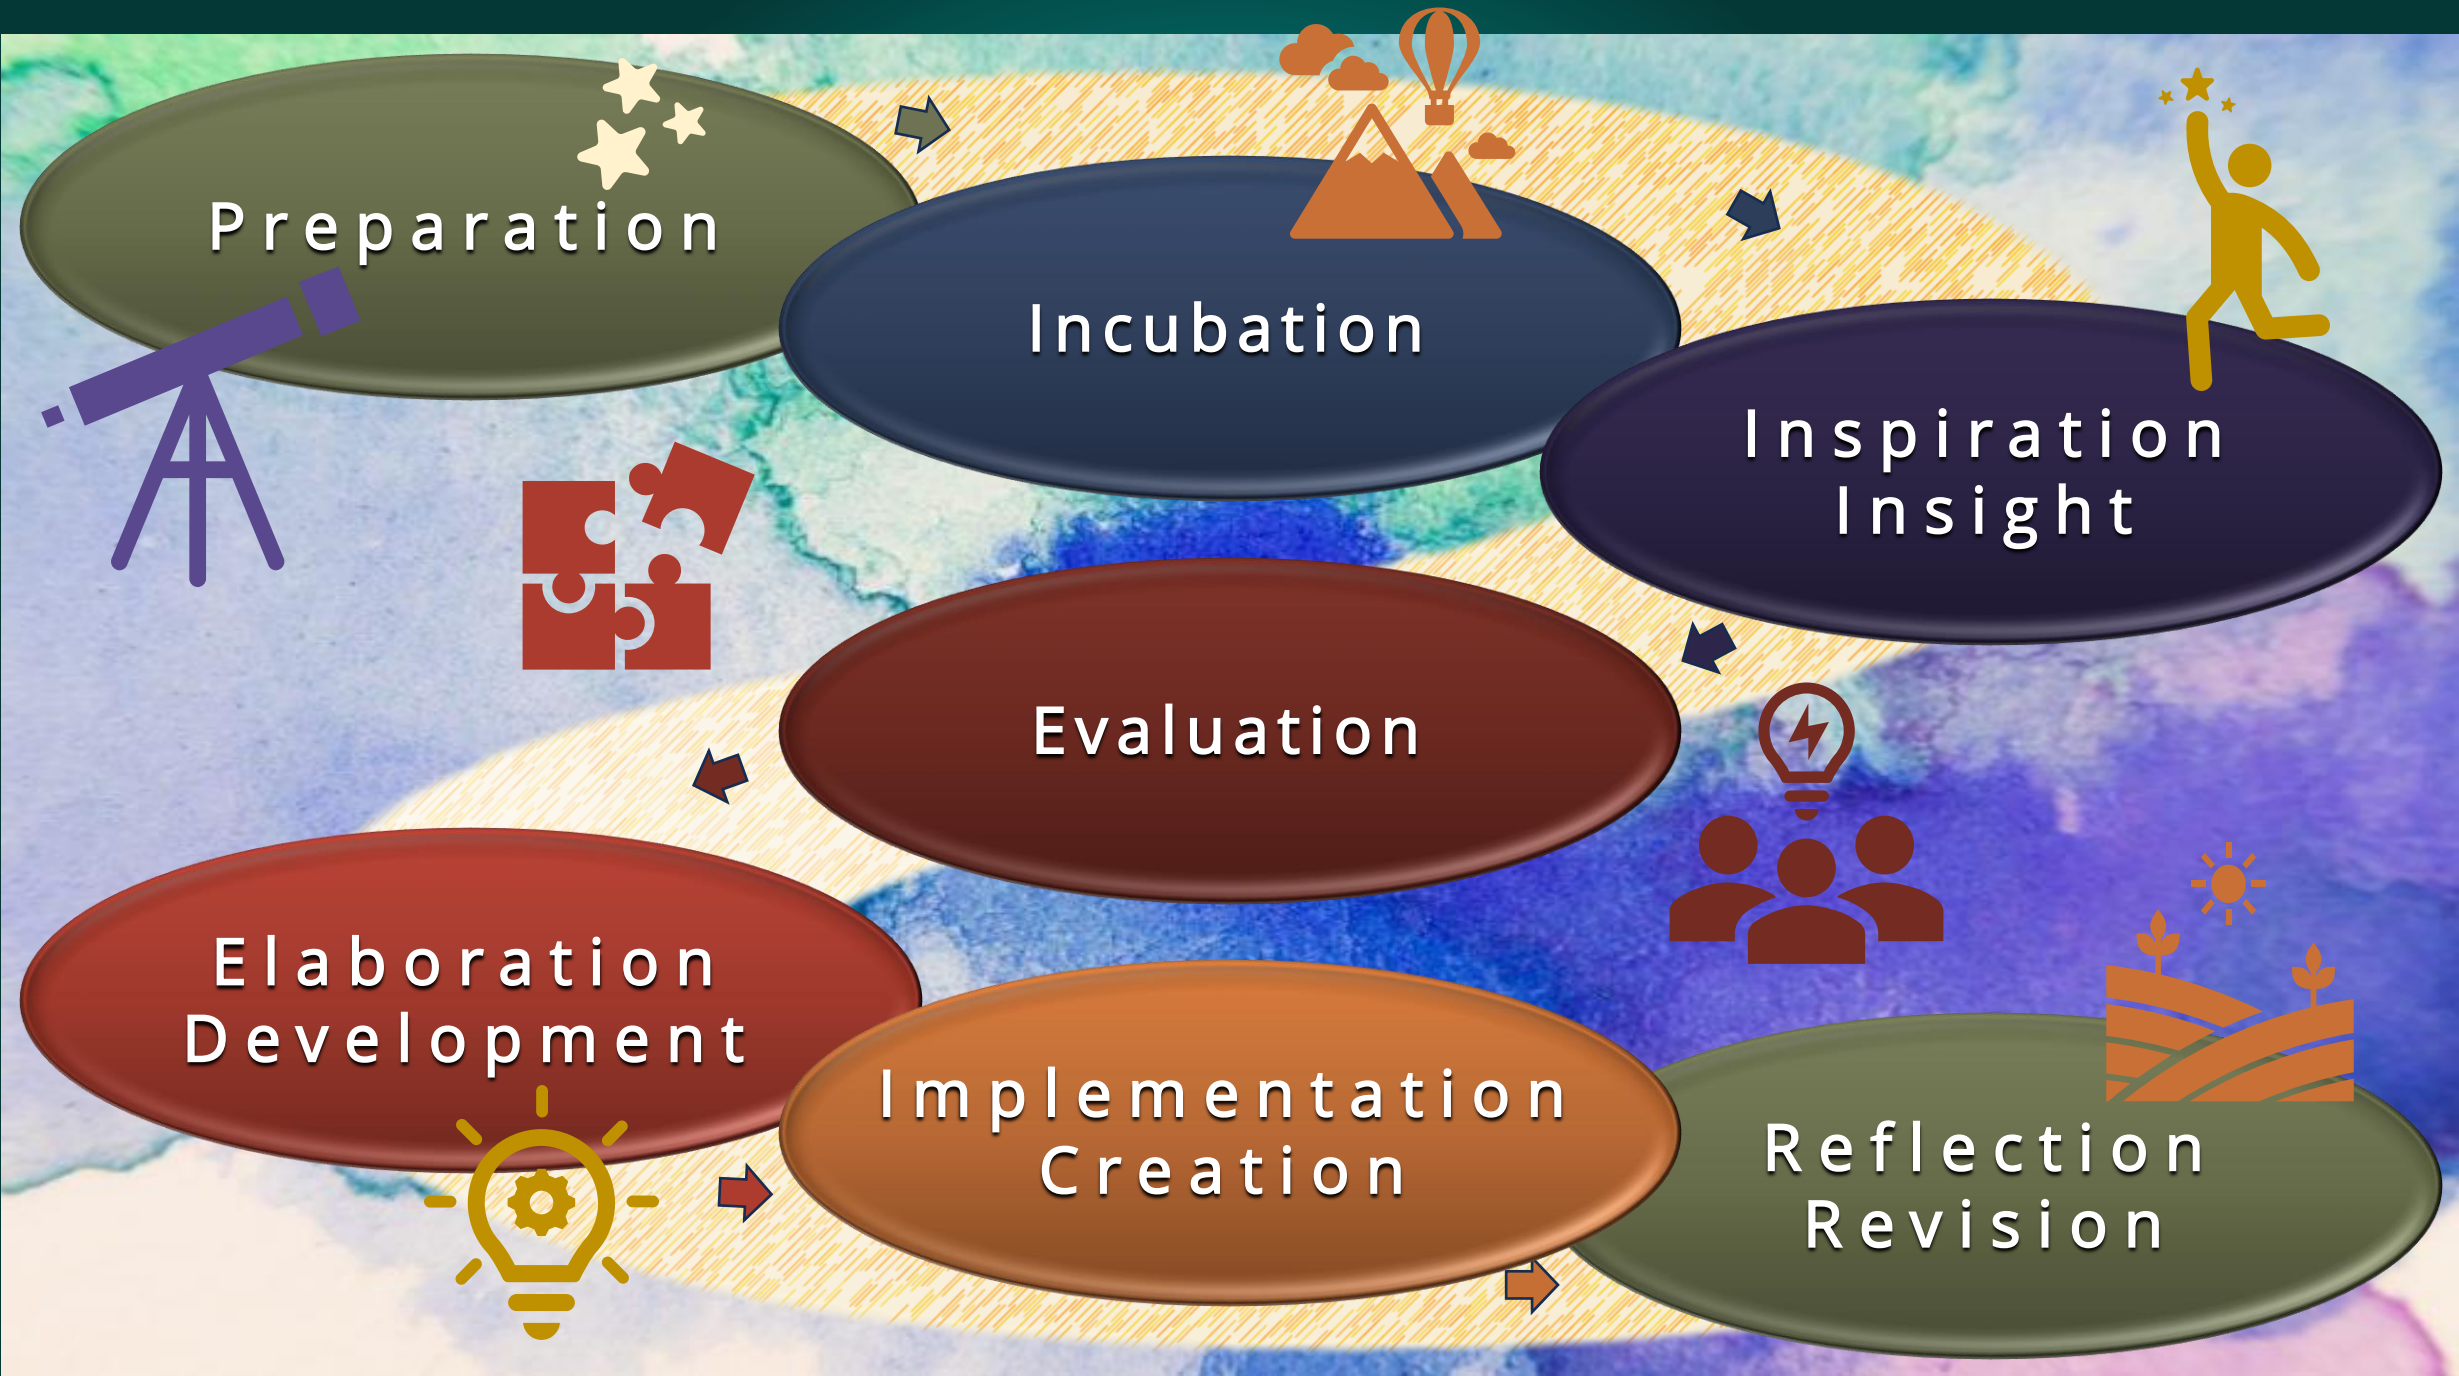 Preparation
Incubation
Inspiration
Insight
Evaluation
Elaboration
Development
Implementation
Creation
Reflection
Revision